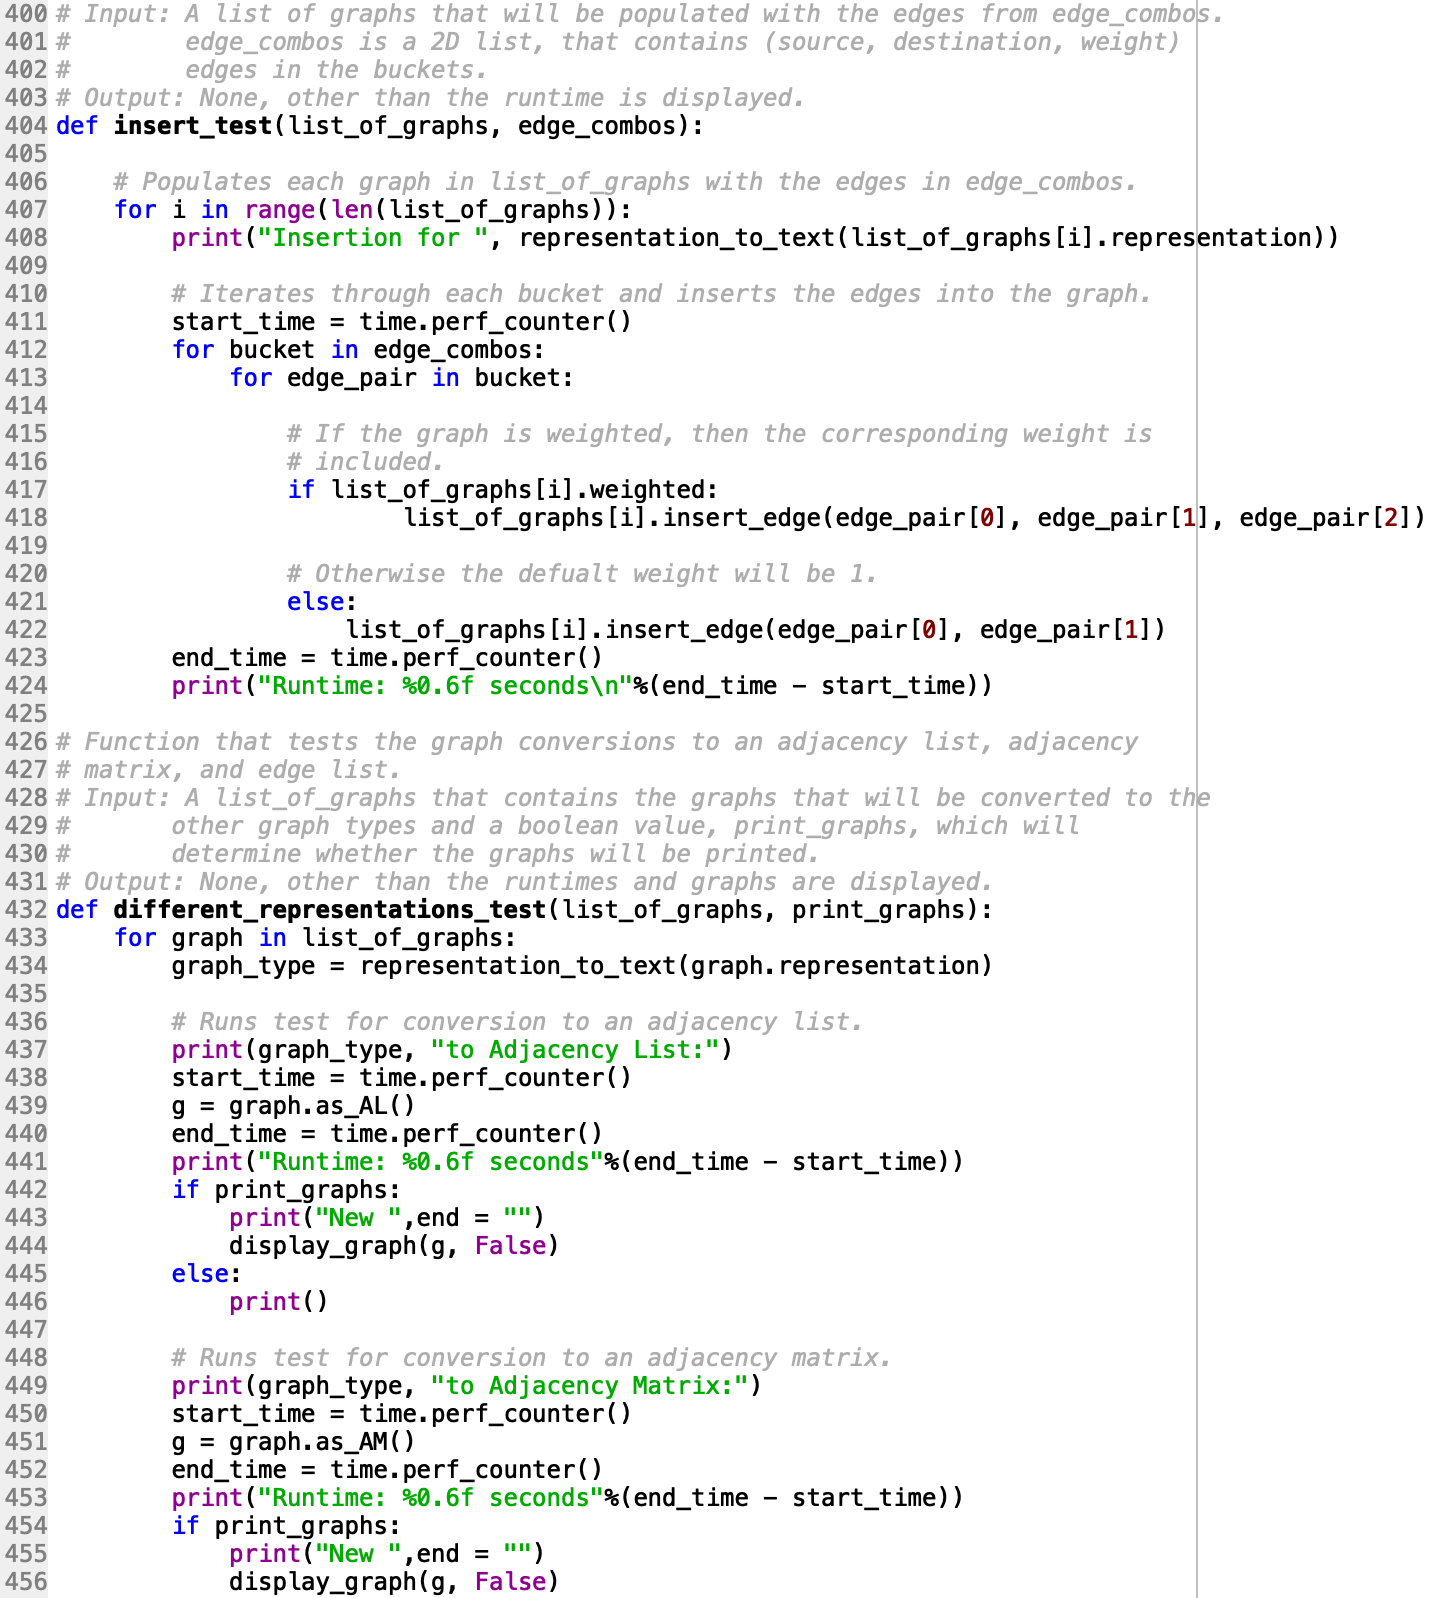 400 # Input: A list of graphs that will be populated with the edges from edge_combos.
401 #        edge_combos is a 2D list, that contains (source, destination, weight)
402 #        edges in the buckets.
403 # Output: None, other than the runtime is displayed.
404 def insert_test(list_of_graphs, edge_combos):
405
406     # Populates each graph in list_of_graphs with the edges in edge_combos.
407     for i in range(len(list_of_graphs)):
408         print("Insertion for ", representation_to_text(list_of_graphs[i].representation))
409
410         # Iterates through each bucket and inserts the edges into the graph.
411         start_time = time.perf_counter()
412         for bucket in edge_combos:
413             for edge_pair in bucket:
414
415                 # If the graph is weighted, then the corresponding weight is
416                 # included.
417                 if list_of_graphs[i].weighted:
418                         list_of_graphs[i].insert_edge(edge_pair[0], edge_pair[1], edge_pair[2])
419
420                 # Otherwise the defualt weight will be 1.
421                 else:
422                     list_of_graphs[i].insert_edge(edge_pair[0], edge_pair[1])
423         end_time = time.perf_counter()
424         print("Runtime: %0.6f seconds\n"%(end_time - start_time))
425
426 # Function that tests the graph conversions to an adjacency list, adjacency
427 # matrix, and edge list.
428 # Input: A list_of_graphs that contains the graphs that will be converted to the
429 #       other graph types and a boolean value, print_graphs, which will
430 #       determine whether the graphs will be printed.
431 # Output: None, other than the runtimes and graphs are displayed.
432 def different_representations_test(list_of_graphs, print_graphs):
433     for graph in list_of_graphs:
434         graph_type = representation_to_text(graph.representation)
435
436         # Runs test for conversion to an adjacency list.
437         print(graph_type, "to Adjacency List:")
438         start_time = time.perf_counter()
439         g = graph.as_AL()
440         end_time = time.perf_counter()
441         print("Runtime: %0.6f seconds"%(end_time - start_time))
442         if print_graphs:
443             print("New ",end = "")
444             display_graph(g, False)
445         else:
446             print()
447
448         # Runs test for conversion to an adjacency matrix.
449         print(graph_type, "to Adjacency Matrix:")
450         start_time = time.perf_counter()
451         g = graph.as_AM()
452         end_time = time.perf_counter()
453         print("Runtime: %0.6f seconds"%(end_time - start_time))
454         if print_graphs:
455             print("New ",end = "")
456             display_graph(g, False)